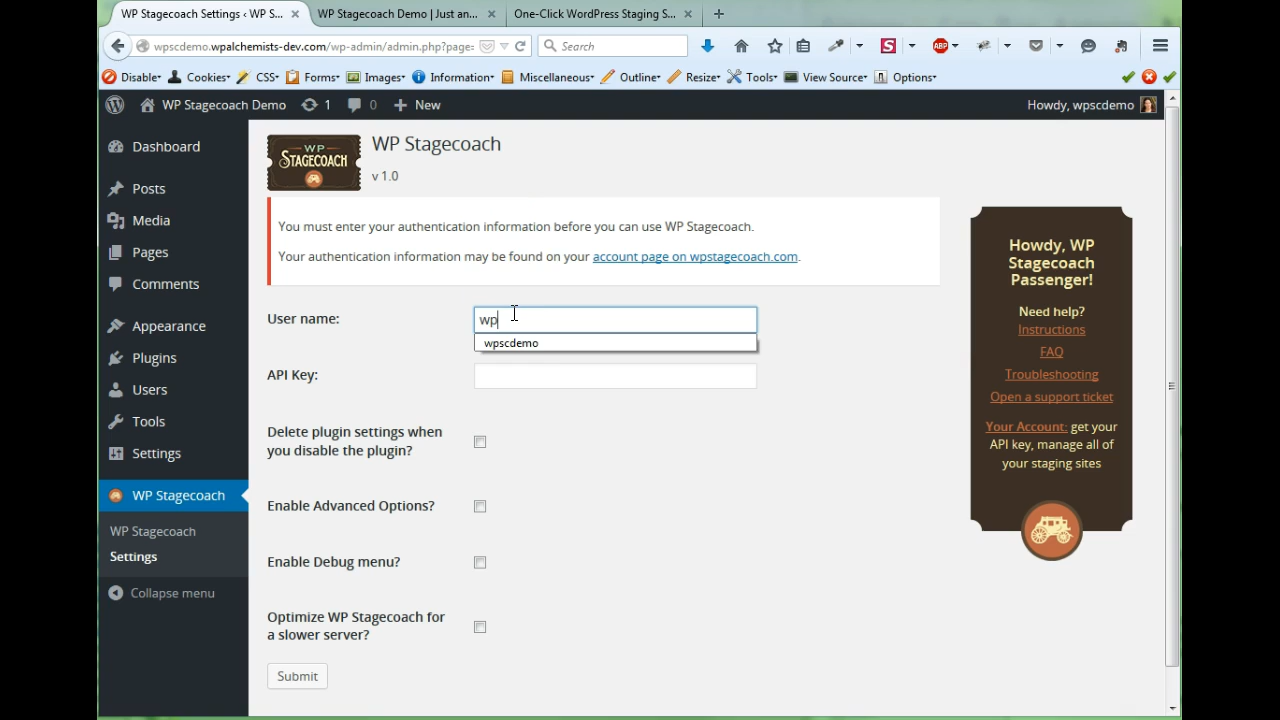 WP Stagecoach Settings ‹ WP S...
WP Stagecoach Demo | Just an...
One-Click WordPress Staging S...
wpscdemo.wpalchemists-dev.com/wp-admin/admin.php?page=
Search
ABP
Disable
Cookies
CSS
Forms
Images
Information
Miscellaneous
Outline
Resize
Tools
View Source
Options
WP Stagecoach Demo
1
0
New
Howdy, wpscdemo
Dashboard
Posts
Media
Pages
Comments
Appearance
Plugins
Users
Tools
Settings
WP Stagecoach
WP Stagecoach
Settings
Collapse menu
WP
STAGECOACH
WP Stagecoach
v 1.0
You must enter your authentication information before you can use WP Stagecoach.
Your authentication information may be found on your account page on wpstagecoach.com.
User name:
wp
wpscdemo
API Key:
Delete plugin settings when
you disable the plugin?
Enable Advanced Options?
Enable Debug menu?
Optimize WP Stagecoach for
a slower server?
Submit
Howdy, WP
Stagecoach
Passenger!
Need help?
Instructions
FAQ
Troubleshooting
Open a support ticket
Your Account: get your
API key, manage all of
your staging sites